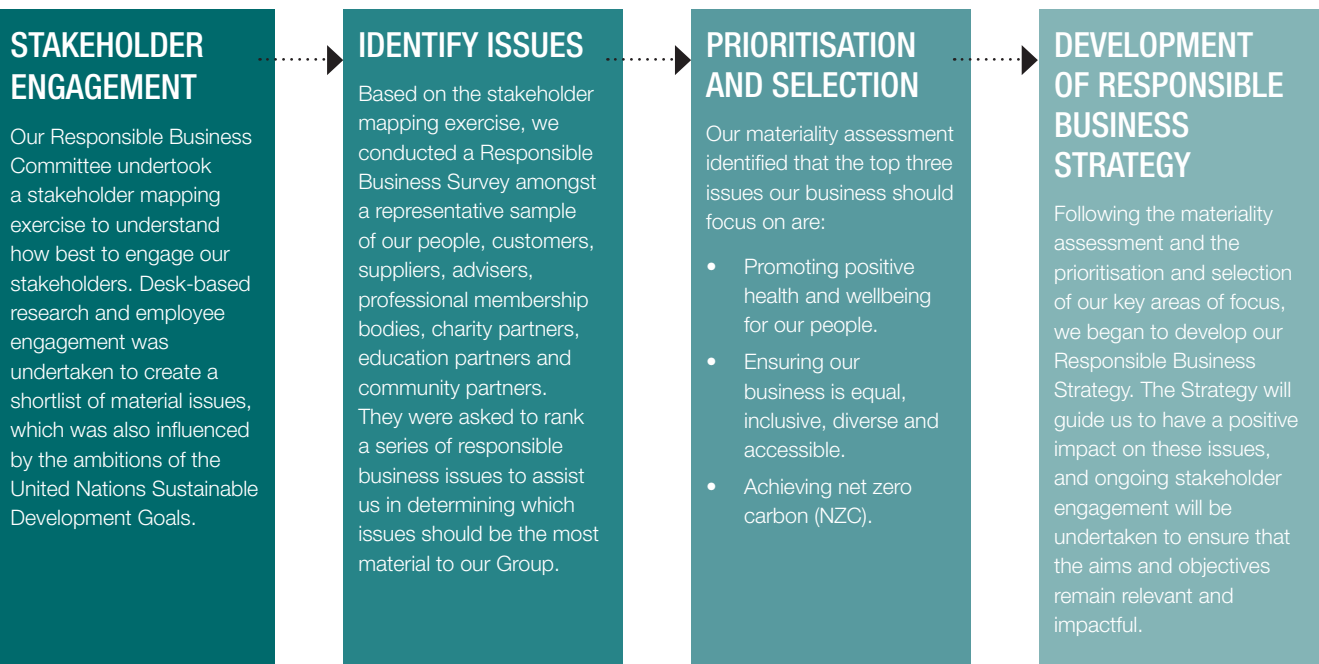 STAKEHOLDER
ENGAGEMENT
Our Responsible Business
Committee undertook
a stakeholder mapping
exercise to understand
how best to engage our
stakeholders. Desk-based
research and employee
engagement was
undertaken to create a
shortlist of material issues,
which was also influenced
by the ambitions of the
United Nations Sustainable
Development Goals.
IDENTIFY ISSUES
Based on the stakeholder
mapping exercise, we
conducted a Responsible
Business Survey amongst
a representative sample
of our people, customers,
suppliers, advisers,
professional membership
bodies, charity partners,
education partners and
community partners.
They were asked to rank
a series of responsible
business issues to assist
us in determining which
issues should be the most
material to our Group.
PRIORITISATION
AND SELECTION
Our materiality assessment
identified that the top three
issues our business should
focus on are:
• Promoting positive
health and wellbeing
for our people.
• Ensuring our
business is equal,
inclusive, diverse and
accessible.
• Achieving net zero
carbon (NZC).
DEVELOPMENT
OF RESPONSIBLE
BUSINESS
STRATEGY
Following the materiality
assessment and the
prioritisation and selection
of our key areas of focus,
we began to develop our
Responsible Business
Strategy. The Strategy will
guide us to have a positive
impact on these issues,
and ongoing stakeholder
engagement will be
undertaken to ensure that
the aims and objectives
remain relevant and
impactful.